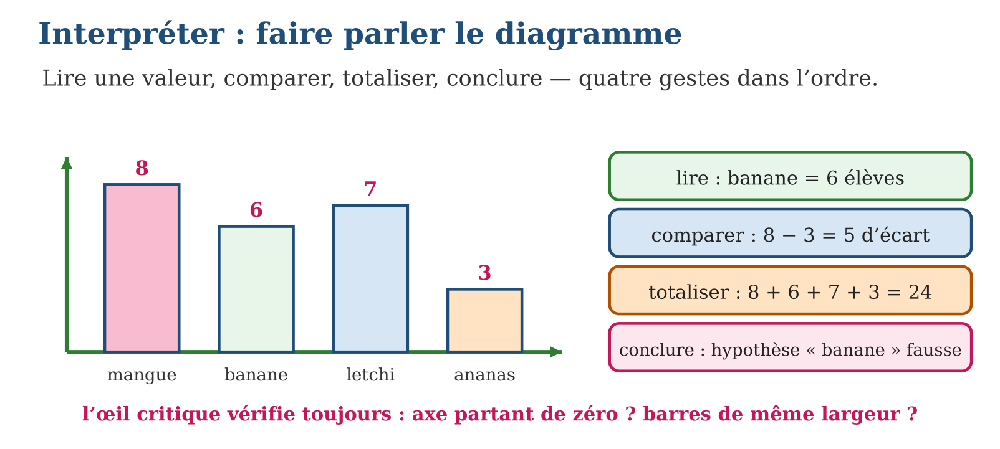 Interpréter : faire parler le diagramme
Lire une valeur, comparer, totaliser, conclure — quatre gestes dans l’ordre.
8
6
7
3
mangue
banane
letchi
ananas
lire : banane = 6 élèves
comparer : 8 − 3 = 5 d’écart
totaliser : 8 + 6 + 7 + 3 = 24
conclure : hypothèse « banane » fausse
l’œil critique vérifie toujours : axe partant de zéro ? barres de même largeur ?